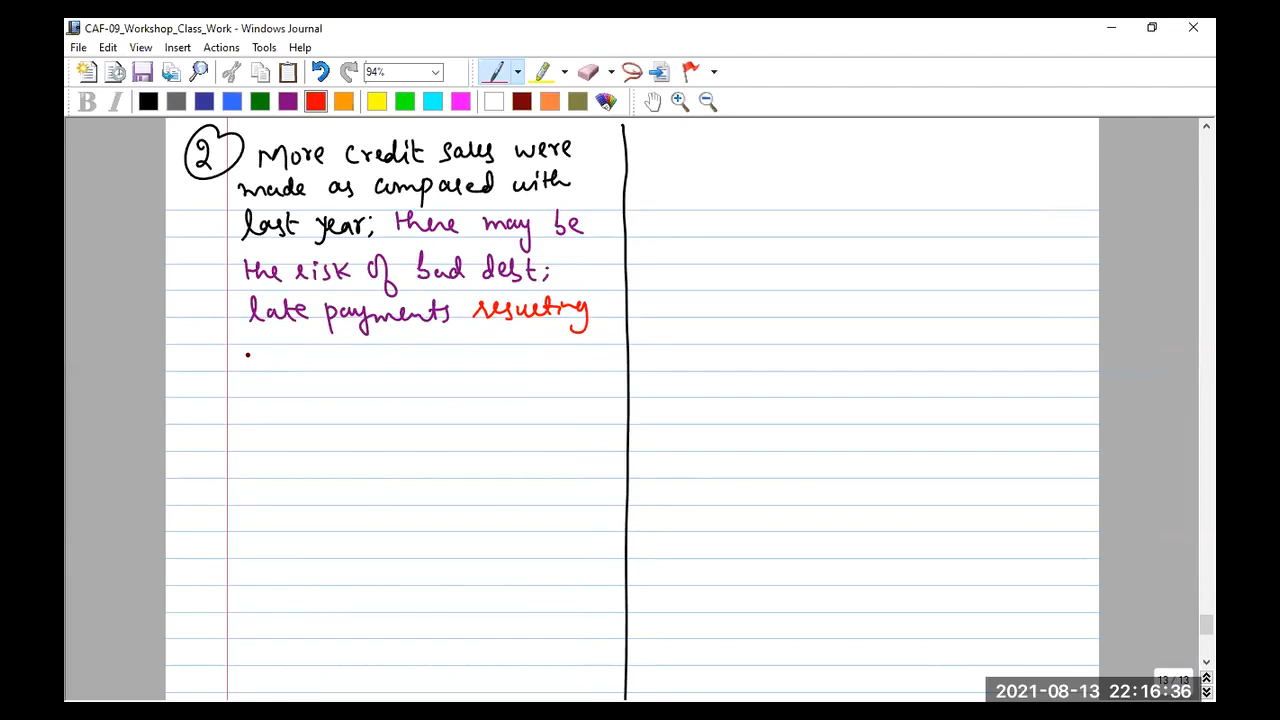 CAF-09_Workshop_Class_Work - Windows Journal
File Edit View Insert Actions Tools Help
94%
B I
2 More credit sales were
made as compared with
last year; there may be
the risk of bad debt;
late payments resulting
13 / 13
2021-08-13 22:16:36